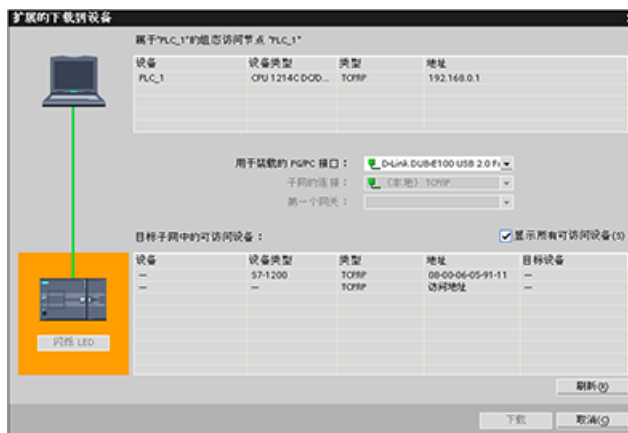 扩展的下载到设备
属于"PLC_1"的组态访问节点 "PLC_1"
设备 设备类型 类型 地址
PLC_1 CPU 1214C DC/D... TCP/IP 192.168.0.1
用于装载的 PG/PC 接口：
D-Link DUB-E100 USB 2.0 Fa
子网的连接：
（本地） TCP/IP
第一个网关：
目标子网中的可访问设备：
显示所有可访问设备(S)
设备 设备类型 类型 地址 目标设备
— S7-1200 TCP/IP 08-00-06-05-91-11 —
— — TCP/IP 访问地址 —
闪烁 LED
刷新(R)
下载
取消(C)